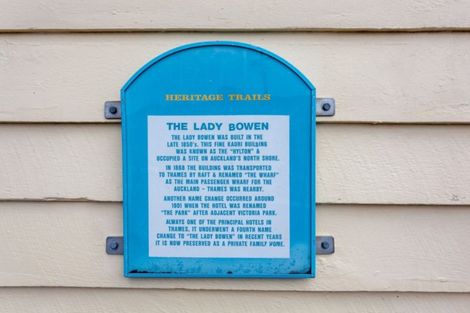 HERITAGE TRAILS
THE LADY BOWEN
THE LADY BOWEN WAS BUILT IN THE
LATE 1850's, THIS FINE KAURI BUILDING
WAS KNOWN AS THE "HYLTON" &
OCCUPIED A SITE ON AUCKLAND'S NORTH SHORE.
IN 1868 THE BUILDING WAS TRANSPORTED
TO THAMES BY RAFT & RENAMED "THE WHARF"
AS THE MAIN PASSENGER WHARF FOR THE
AUCKLAND - THAMES WAS NEARBY.
ANOTHER NAME CHANGE OCCURRED AROUND
1901 WHEN THE HOTEL WAS RENAMED
"THE PARK" AFTER ADJACENT VICTORIA PARK.
ALWAYS ONE OF THE PRINCIPAL HOTELS IN
THAMES, IT UNDERWENT A FOURTH NAME
CHANGE TO "THE LADY BOWEN" IN RECENT YEARS
IT IS NOW PRESERVED AS A PRIVATE FAMILY HOME.